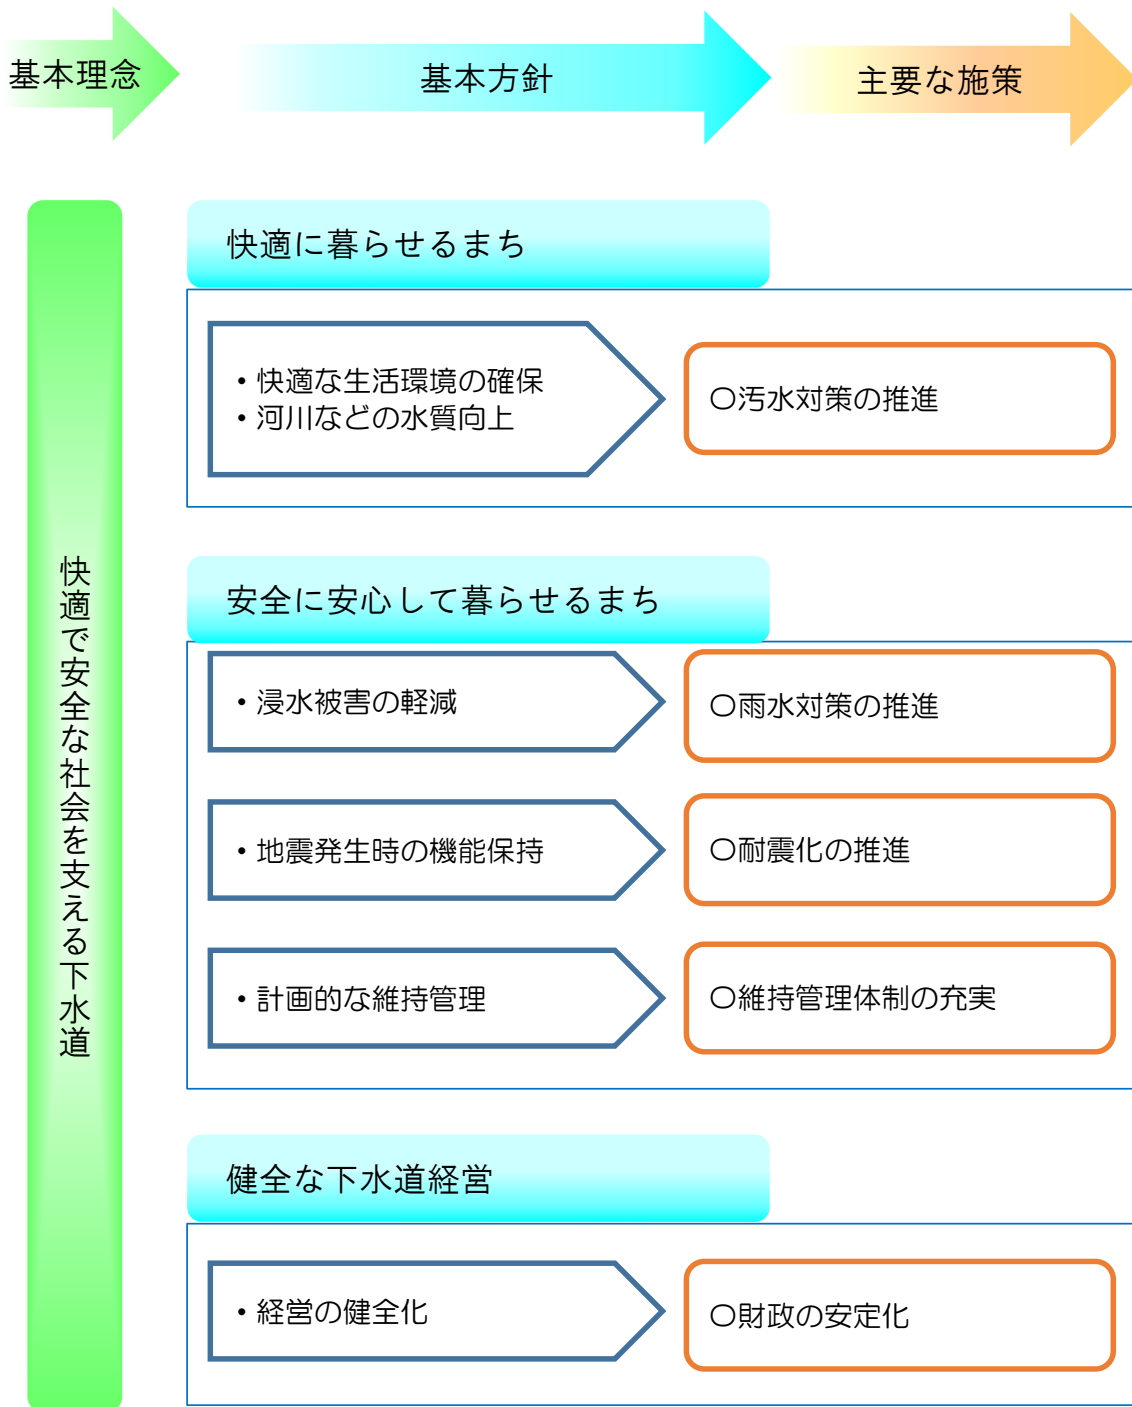 基本理念
基本方針
主要な施策
快適で安全な社会を支える下水道
快適に暮らせるまち
・快適な生活環境の確保
・河川などの水質向上
〇汚水対策の推進
安全に安心して暮らせるまち
・浸水被害の軽減
〇雨水対策の推進
・地震発生時の機能保持
〇耐震化の推進
・計画的な維持管理
〇維持管理体制の充実
健全な下水道経営
・経営の健全化
〇財政の安定化